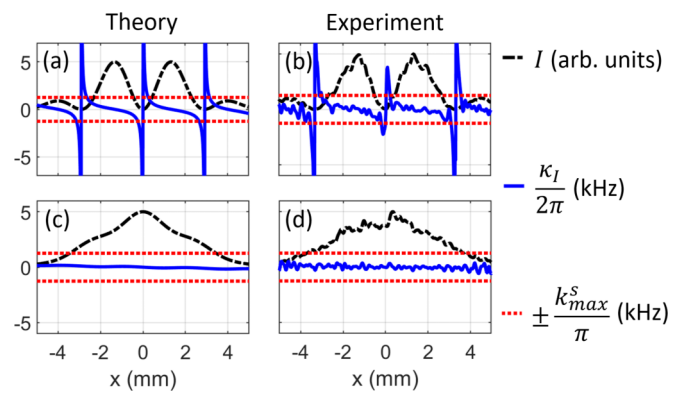 Theory
Experiment
(a)
(b)
5
0
-5
I (arb. units)
(c)
(d)
5
0
-5
κ_I
2π (kHz)
± k^s_max
π (kHz)
-4 -2 0 2 4
-4 -2 0 2 4
x (mm)
x (mm)